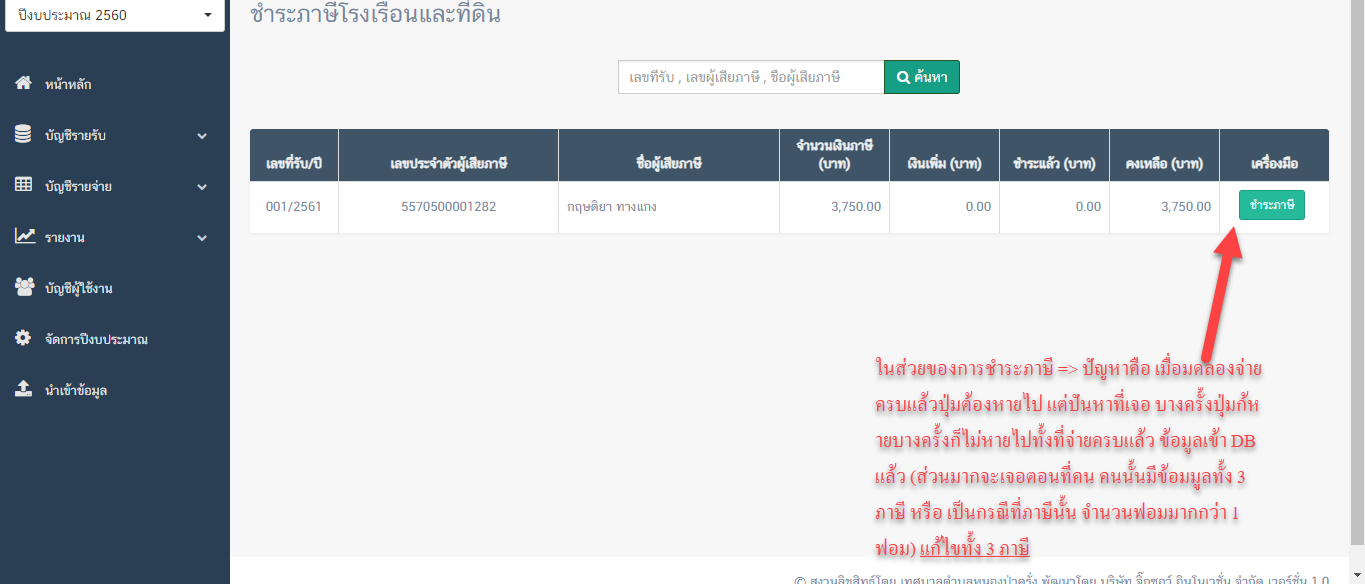 ปีงบประมาณ 2560
ชำระภาษีโรงเรือนและที่ดิน
หน้าหลัก
บัญชีรายรับ
บัญชีรายจ่าย
รายงาน
บัญชีผู้ใช้งาน
จัดการปีงบประมาณ
นำเข้าข้อมูล
เลขที่รับ , เลขผู้เสียภาษี , ชื่อผู้เสียภาษี ค้นหา
เลขที่รับ/ปี เลขประจำตัวผู้เสียภาษี ชื่อผู้เสียภาษี จำนวนเงินภาษี (บาท) เงินเพิ่ม (บาท) ชำระแล้ว (บาท) คงเหลือ (บาท) เครื่องมือ
001/2561 5570500001282 กฤษติยา ทางแกง 3,750.00 0.00 0.00 3,750.00 ชำระภาษี
ในส่วยของการชำระภาษี => ปัญหาคือ เมื่อมดลองจ่าย
ครบแล้วปุ่มต้องหายไป แต่ปันหาที่เจอ บางครั้งปุ่มก้ห
ายบางครั้งก็ไม่หายไปทั้งที่จ่ายครบแล้ว ข้อมูลเข้า DB
แล้ว (ส่วนมากจะเจอตอนที่คน คนนั้นมีข้อมมูลทั้ง 3
ภาษี หรือ เป็นกรณีที่ภาษีนั้น จำนวนฟอมมากกว่า 1
ฟอม) แก้ไขทั้ง 3 ภาษี
© สงวนลิขสิทธิ์โดย เทศบาลตำบลหนองป่าครั่ง พัฒนาโดย บริษัท จิ๊กซอว์ อินโนเวชั่น จำกัด เวอร์ชั่น 1.0